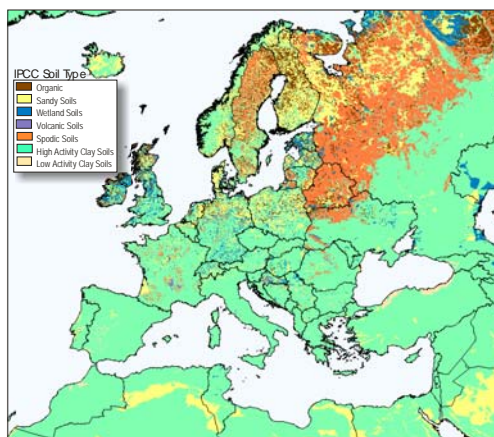 IPCC Soil Type
Organic
Sandy Soils
Wetland Soils
Volcanic Soils
Spodic Soils
High Activity Clay Soils
Low Activity Clay Soils